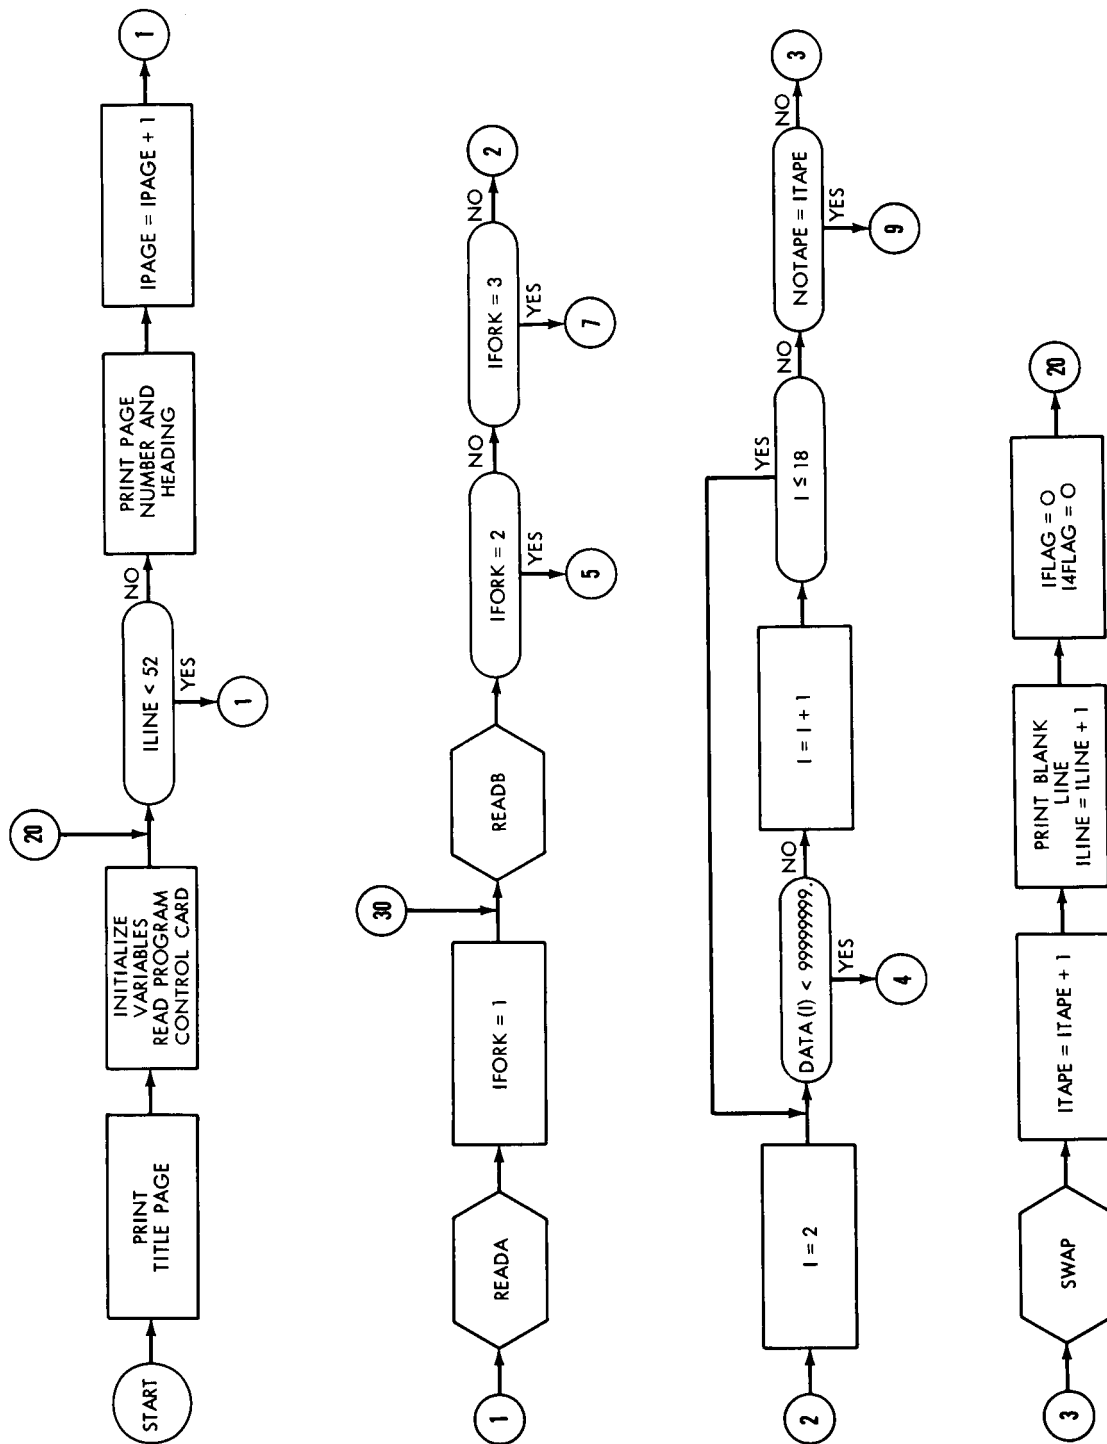 START
PRINT
TITLE PAGE
INITIALIZE
VARIABLES
READ PROGRAM
CONTROL CARD
20
ILINE < 52
YES
1
NO
PRINT PAGE
NUMBER AND
HEADING
IPAGE = IPAGE + 1
1
1
READA
IFORK = 1
30
READB
IFORK = 2
YES
5
NO
IFORK = 3
YES
7
NO
2
2
I = 2
DATA (I) < 99999999.
YES
4
NO
I = I + 1
I ≤ 18
YES
NO
NOTAPE = ITAPE
YES
9
NO
3
3
SWAP
ITAPE = ITAPE + 1
PRINT BLANK
LINE
ILINE = ILINE + 1
IFLAG = O
I4FLAG = O
20